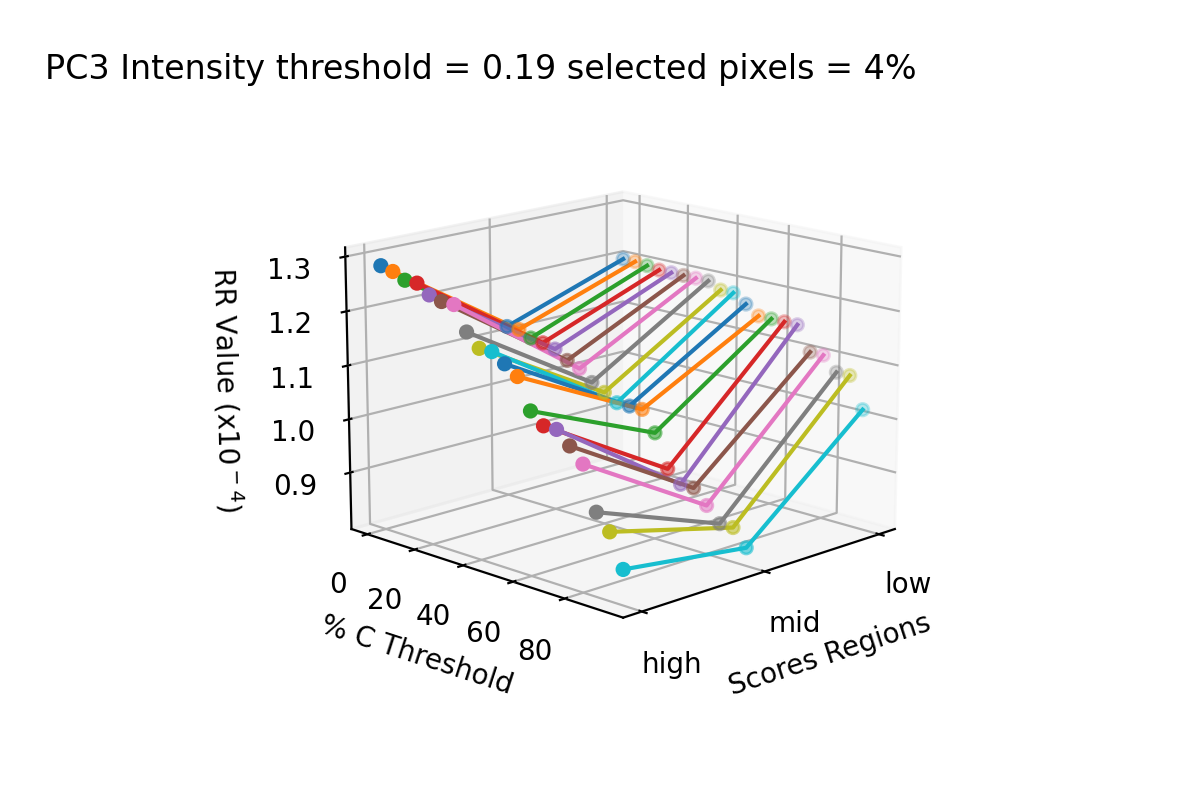 PC3 Intensity threshold = 0.19 selected pixels = 4%
RR Value (x10⁻⁴)
1.3
1.2
1.1
1.0
0.9
0
20
40
60
80
% C Threshold
high
mid
low
Scores Regions